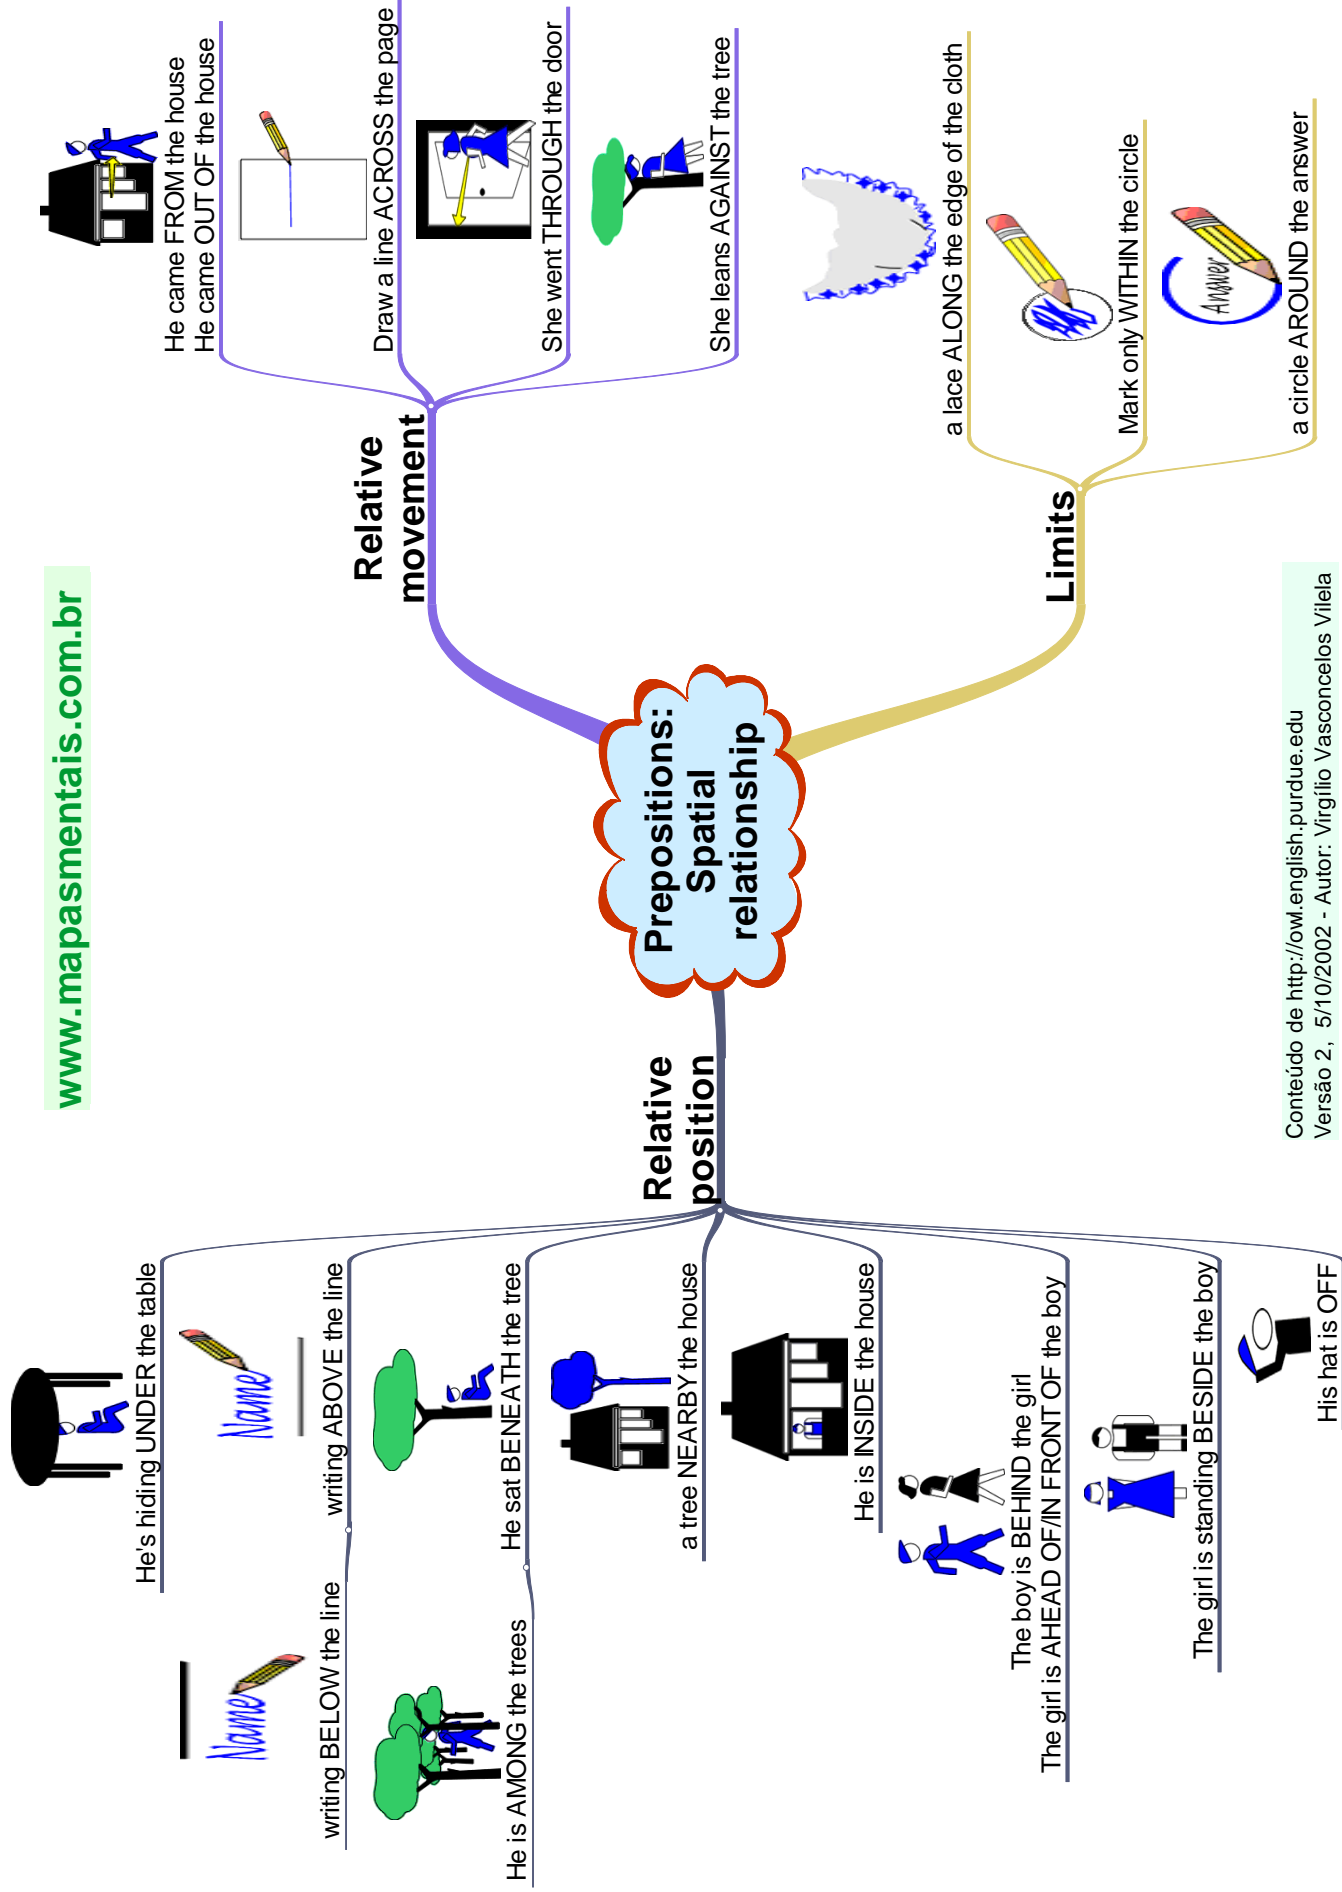 www.mapasmentais.com.br
Prepositions:
Spatial
relationship
Relative
movement
He came FROM the house
He came OUT OF the house
Draw a line ACROSS the page
She went THROUGH the door
She leans AGAINST the tree
Limits
a lace ALONG the edge of the cloth
Mark only WITHIN the circle
Answer
a circle AROUND the answer
Relative
position
He's hiding UNDER the table
Name
writing ABOVE the line
Name
writing BELOW the line
He sat BENEATH the tree
He is AMONG the trees
a tree NEARBY the house
He is INSIDE the house
The boy is BEHIND the girl
The girl is AHEAD OF/IN FRONT OF the boy
The girl is standing BESIDE the boy
His hat is OFF
Conteúdo de http://owl.english.purdue.edu
Versão 2, 5/10/2002 - Autor: Virgílio Vasconcelos Vilela